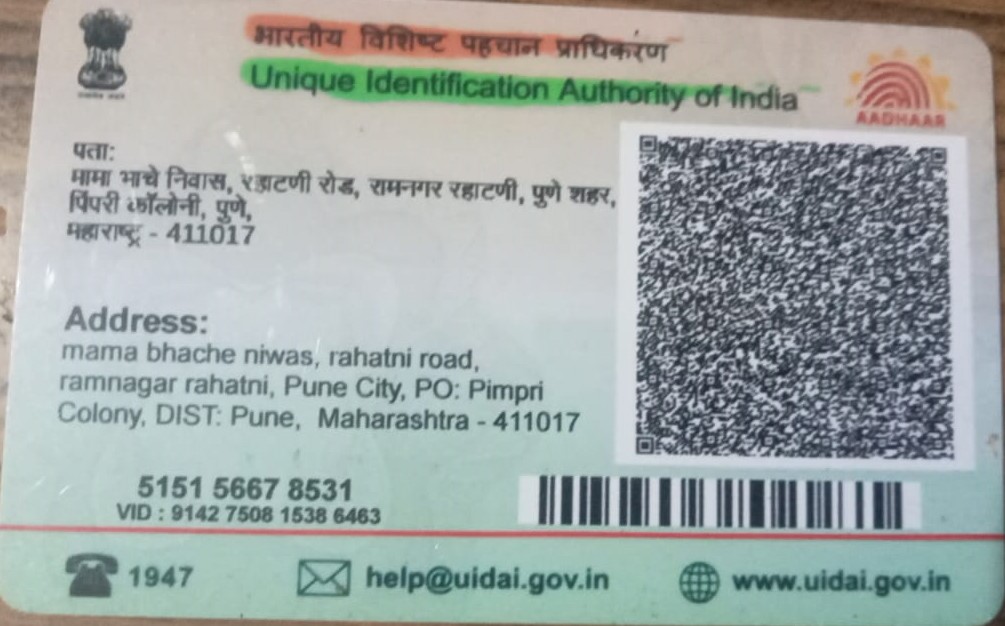 भारतीय विशिष्ट पहचान प्राधिकरण
Unique Identification Authority of India
AADHAAR
पता:
मामा भाचे निवास, रहाटणी रोड, रामनगर रहाटणी, पुणे शहर,
पिंपरी कॉलोनी, पुणे,
महाराष्ट्र - 411017
Address:
mama bhache niwas, rahatni road,
ramnagar rahatni, Pune City, PO: Pimpri
Colony, DIST: Pune, Maharashtra - 411017
5151 5667 8531
VID : 9142 7508 1538 6463
1947
help@uidai.gov.in
www.uidai.gov.in